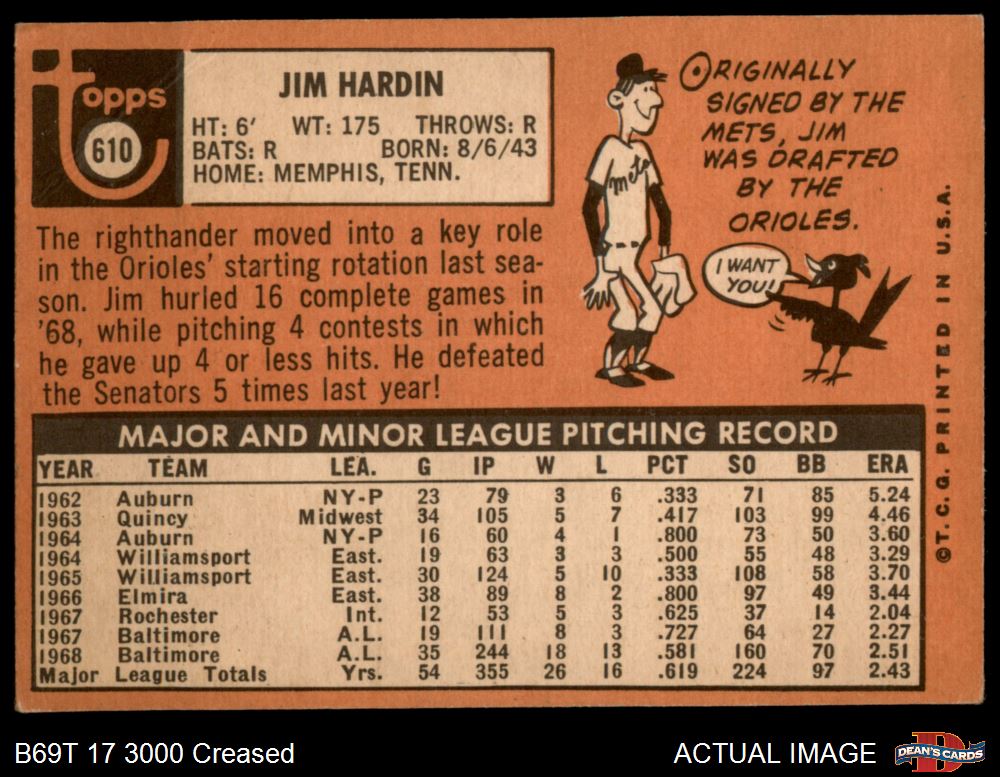 topps
610
JIM HARDIN
HT: 6' WT: 175 THROWS: R
BATS: R BORN: 8/6/43
HOME: MEMPHIS, TENN.
ORIGINALLY
SIGNED BY THE
METS, JIM
WAS DRAFTED
BY THE
ORIOLES.
Mets
I WANT
YOU!
The righthander moved into a key role
in the Orioles' starting rotation last sea-
son. Jim hurled 16 complete games in
'68, while pitching 4 contests in which
he gave up 4 or less hits. He defeated
the Senators 5 times last year!
MAJOR AND MINOR LEAGUE PITCHING RECORD
YEAR TEAM LEA. G IP W L PCT SO BB ERA
1962 Auburn NY-P 23 79 3 6 .333 71 85 5.24
1963 Quincy Midwest 34 105 5 7 .417 103 99 4.46
1964 Auburn NY-P 16 60 4 1 .800 73 50 3.60
1964 Williamsport East. 19 63 3 3 .500 55 48 3.29
1965 Williamsport East. 30 124 5 10 .333 108 58 3.70
1966 Elmira East. 38 89 8 2 .800 97 49 3.44
1967 Rochester Int. 12 53 5 3 .625 37 14 2.04
1967 Baltimore A.L. 19 111 8 3 .727 64 27 2.27
1968 Baltimore A.L. 35 244 18 13 .581 160 70 2.51
Major League Totals Yrs. 54 355 26 16 .619 224 97 2.43
©T. C. G. PRINTED IN U.S.A.
B69T 17 3000 Creased
ACTUAL IMAGE
DEAN'S CARDS